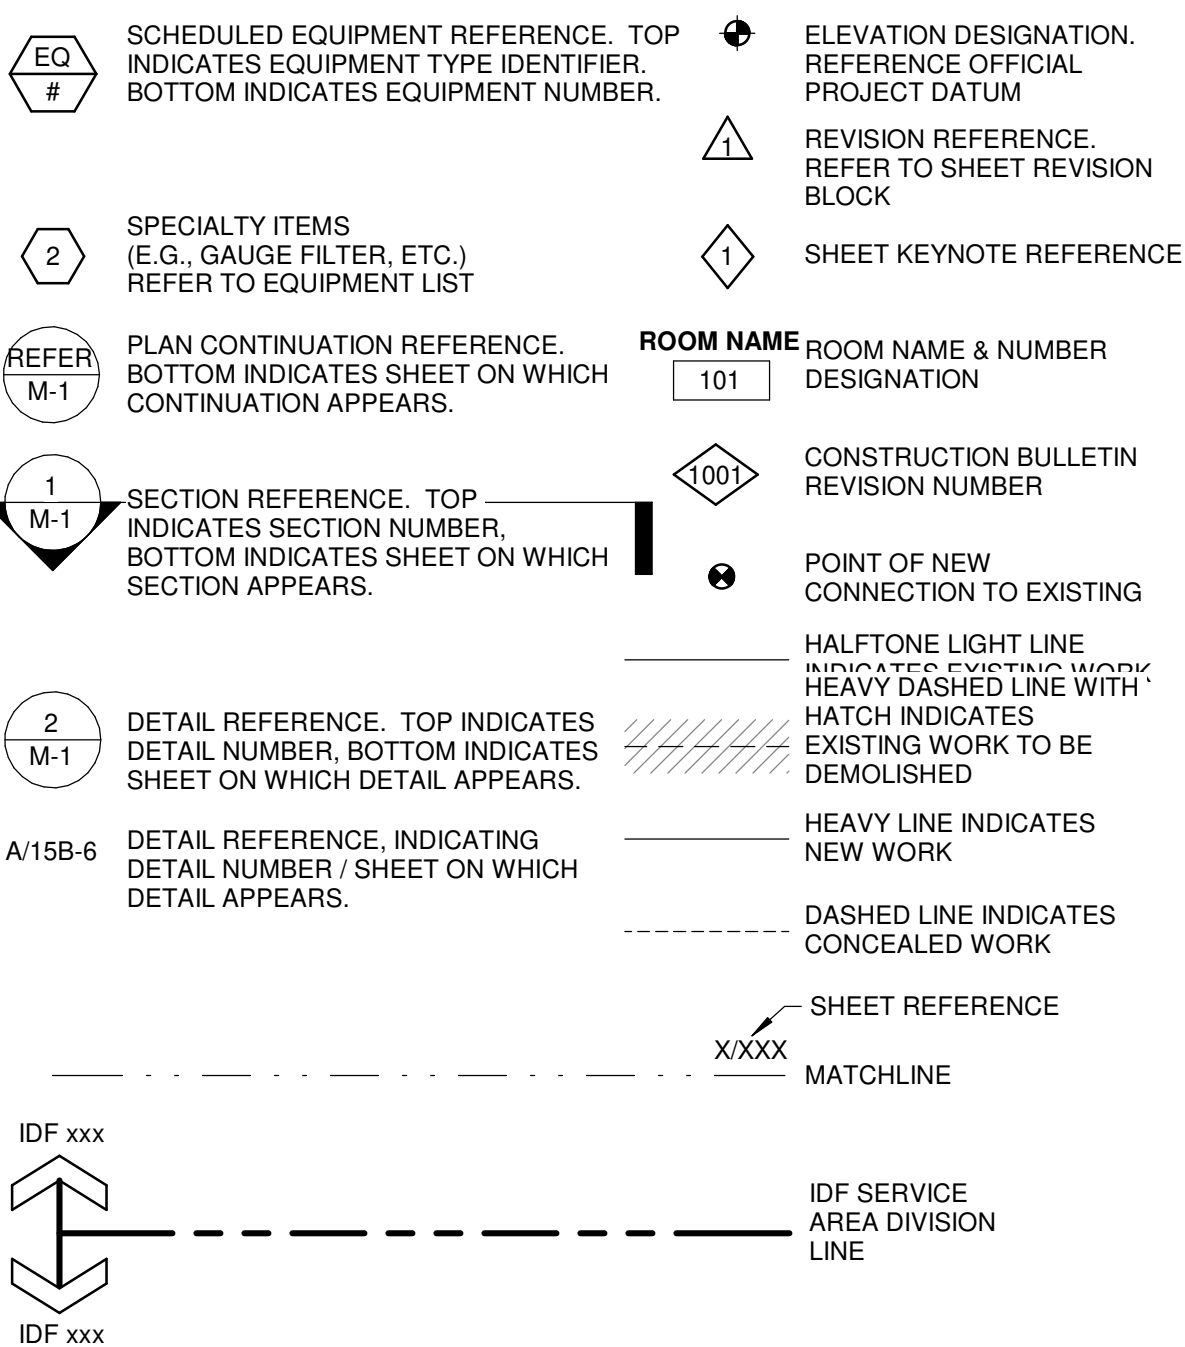 EQ
#
SCHEDULED EQUIPMENT REFERENCE.  TOP
INDICATES EQUIPMENT TYPE IDENTIFIER.
BOTTOM INDICATES EQUIPMENT NUMBER.
2
SPECIALTY ITEMS
(E.G., GAUGE FILTER, ETC.)
REFER TO EQUIPMENT LIST
REFER
M-1
PLAN CONTINUATION REFERENCE.
BOTTOM INDICATES SHEET ON WHICH
CONTINUATION APPEARS.
1
M-1
SECTION REFERENCE.  TOP
INDICATES SECTION NUMBER,
BOTTOM INDICATES SHEET ON WHICH
SECTION APPEARS.
2
M-1
DETAIL REFERENCE.  TOP INDICATES
DETAIL NUMBER, BOTTOM INDICATES
SHEET ON WHICH DETAIL APPEARS.
A/15B-6
DETAIL REFERENCE, INDICATING
DETAIL NUMBER / SHEET ON WHICH
DETAIL APPEARS.
ELEVATION DESIGNATION.
REFERENCE OFFICIAL
PROJECT DATUM
1
REVISION REFERENCE.
REFER TO SHEET REVISION
BLOCK
1
SHEET KEYNOTE REFERENCE
ROOM NAME
101
ROOM NAME & NUMBER
DESIGNATION
1001
CONSTRUCTION BULLETIN
REVISION NUMBER
POINT OF NEW
CONNECTION TO EXISTING
HALFTONE LIGHT LINE
INDICATES EXISTING WORK
HEAVY DASHED LINE WITH
HATCH INDICATES
EXISTING WORK TO BE
DEMOLISHED
HEAVY LINE INDICATES
NEW WORK
DASHED LINE INDICATES
CONCEALED WORK
SHEET REFERENCE
X/XXX
MATCHLINE
IDF xxx
IDF SERVICE
AREA DIVISION
LINE
IDF xxx